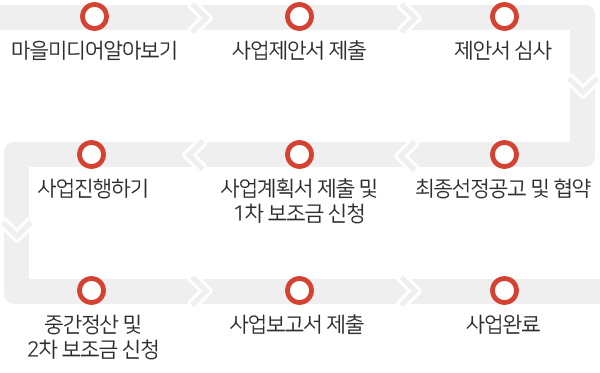 마을미디어알아보기
사업제안서 제출
제안서 심사
최종선정공고 및 협약
사업계획서 제출 및
1차 보조금 신청
사업진행하기
중간정산 및
2차 보조금 신청
사업보고서 제출
사업완료